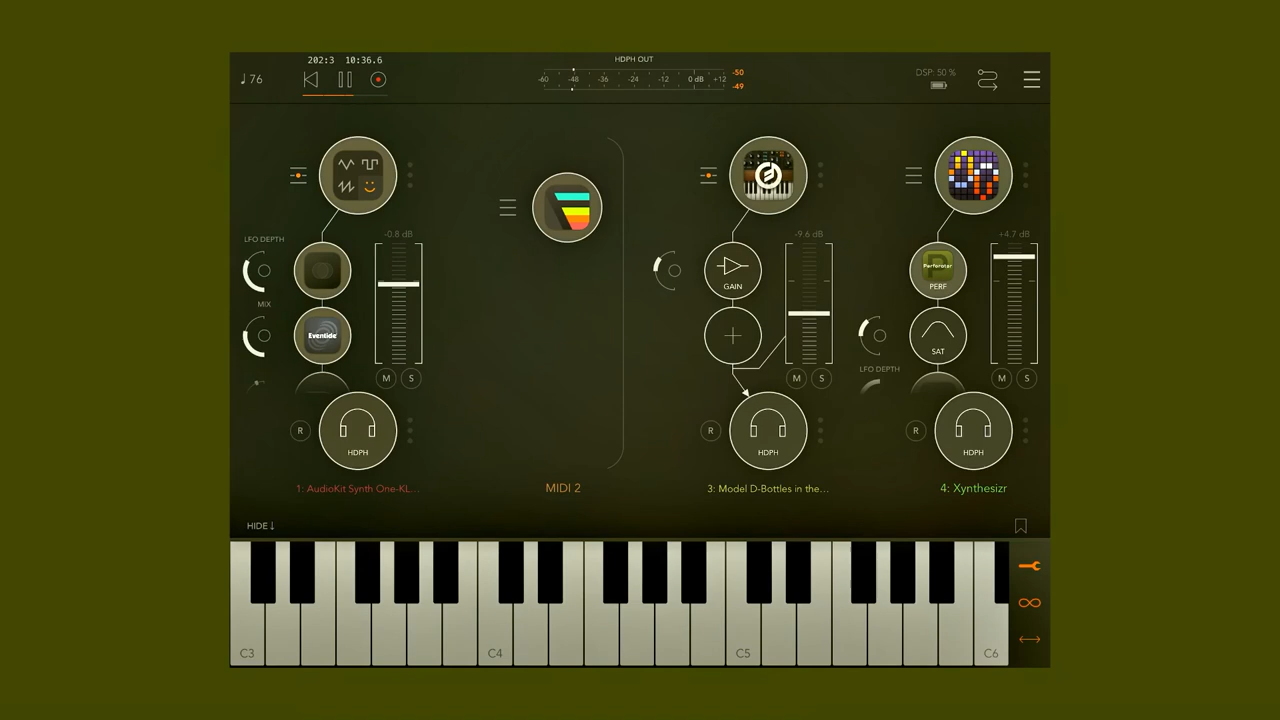 ♩76
202:3 10:36.6
HDPH OUT
-60 -48 -36 -24 -12 0 dB +12
-50
-49
DSP: 50 %
-0.8 dB
-9.6 dB
+4.7 dB
LFO DEPTH
Perforator
GAIN
PERF
MIX
Eventide
SAT
LFO DEPTH
M S
M S
M S
R
R
R
HDPH
HDPH
HDPH
1: AudioKit Synth One-KL...
MIDI 2
3: Model D-Bottles in the...
4: Xynthesizr
HIDE↓
C3
C4
C5
C6